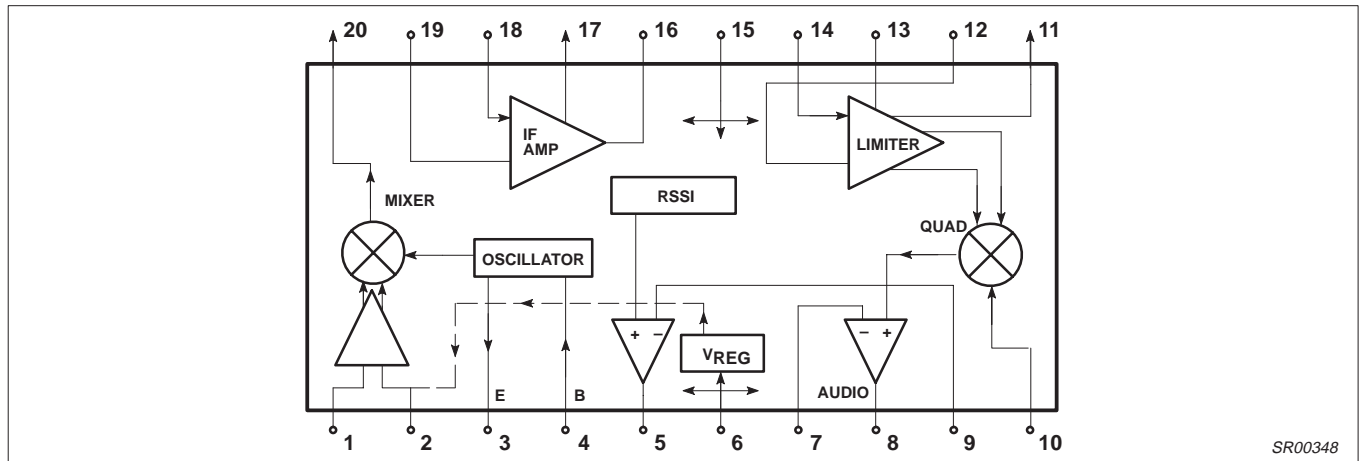 20 19 18 17 16 15 14 13 12 11
IF
AMP
LIMITER
RSSI
MIXER
QUAD
OSCILLATOR
+ −
VREG
− +
AUDIO
E B
1 2 3 4 5 6 7 8 9 10
SR00348